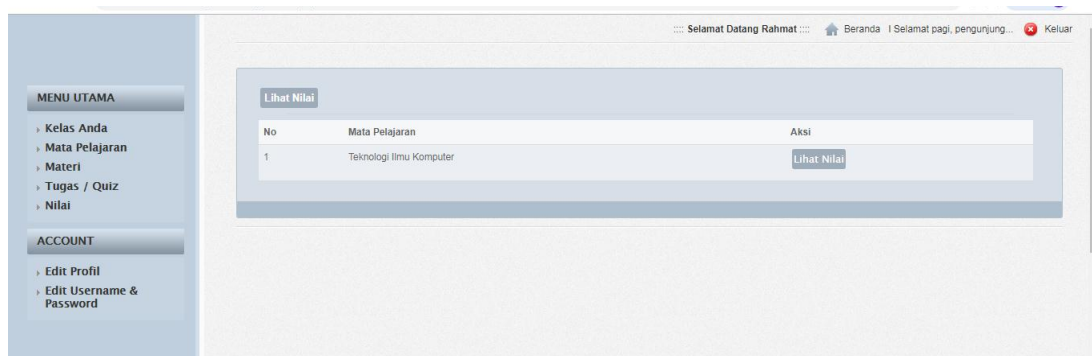 :::: Selamat Datang Rahmat :::: Beranda I Selamat pagi, pengunjung... Keluar
MENU UTAMA
Kelas Anda
Mata Pelajaran
Materi
Tugas / Quiz
Nilai
ACCOUNT
Edit Profil
Edit Username &
Password
Lihat Nilai
No Mata Pelajaran Aksi
1 Teknologi Ilmu Komputer Lihat Nilai